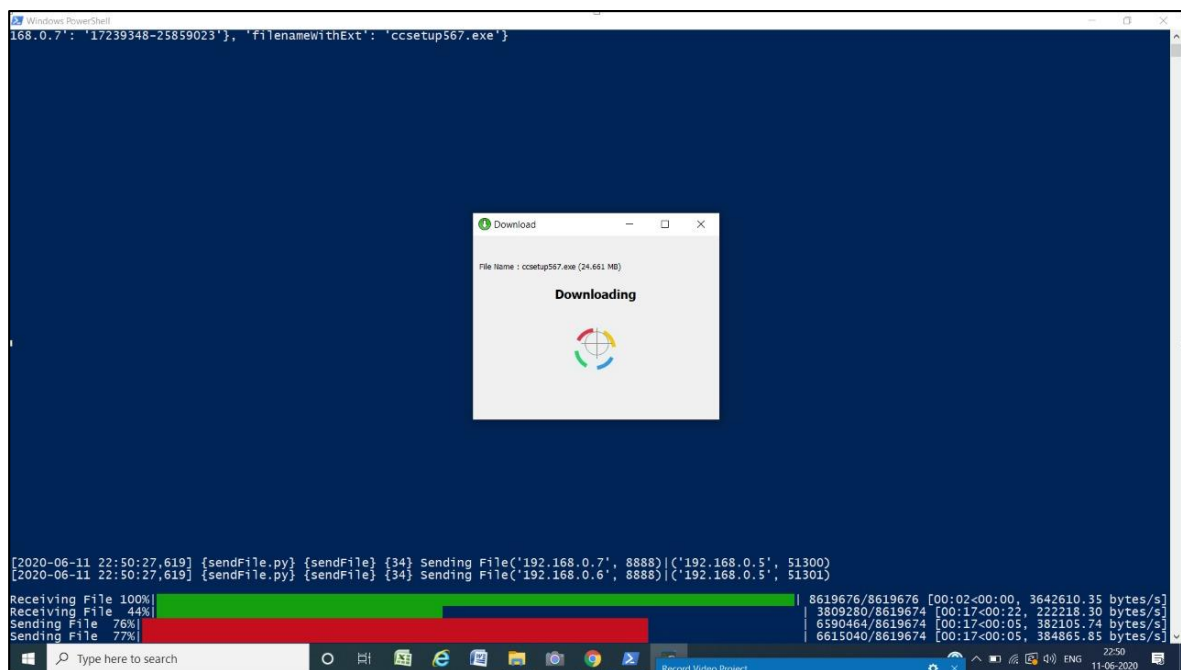 Windows PowerShell
168.0.7': '17239348-25859023'}, 'filenameWithExt': 'ccsetup567.exe'}
Download
File Name : ccsetup567.exe (24.661 MB)
Downloading
[2020-06-11 22:50:27,619] {sendFile.py} {sendFile} {34} Sending File('192.168.0.7', 8888)|('192.168.0.5', 51300)
[2020-06-11 22:50:27,619] {sendFile.py} {sendFile} {34} Sending File('192.168.0.6', 8888)|('192.168.0.5', 51301)
Receiving File 100%| | 8619676/8619676 [00:02<00:00, 3642610.35 bytes/s]
Receiving File 44%| | 3809280/8619674 [00:17<00:22, 222218.30 bytes/s]
Sending File 76%| | 6590464/8619674 [00:17<00:05, 382105.74 bytes/s]
Sending File 77%| | 6615040/8619674 [00:17<00:05, 384865.85 bytes/s]
Type here to search
Record Video Project
ENG
22:50
11-06-2020